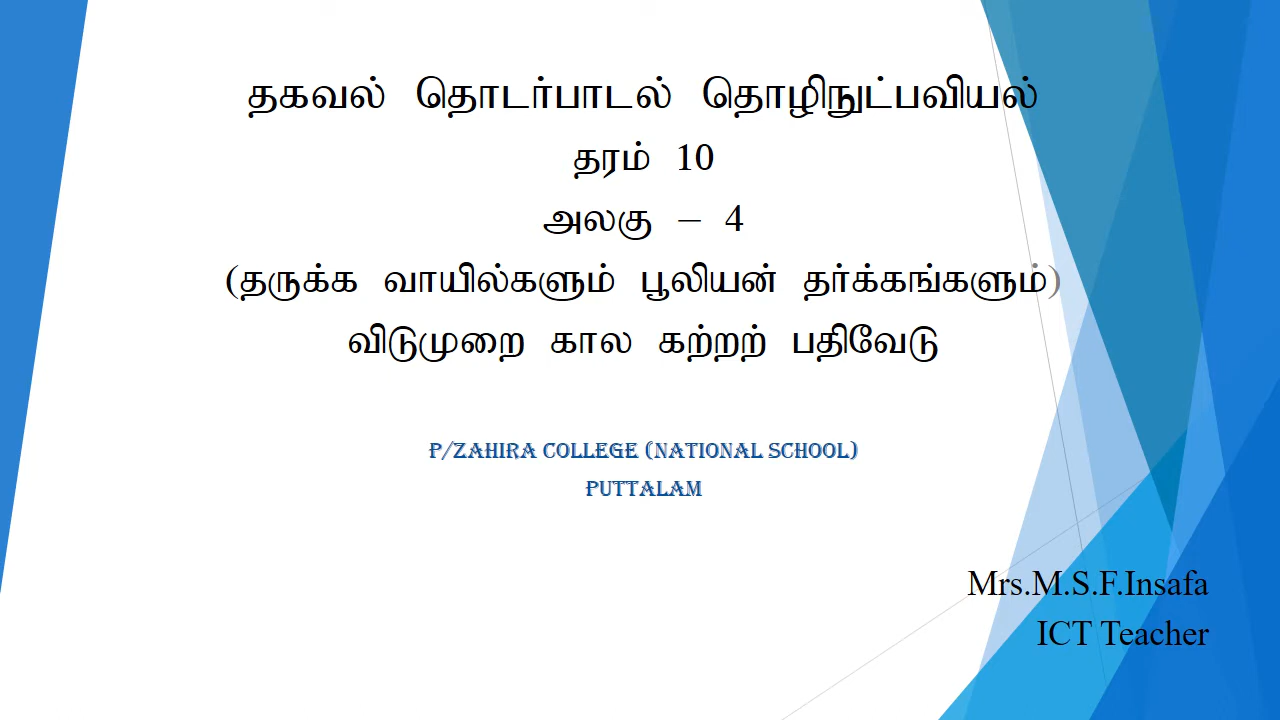 தகவல் தொடர்பாடல் தொழிநுட்பவியல்
தரம் 10
அலகு – 4
(தருக்க வாயில்களும் பூலியன் தர்க்கங்களும்)
விடுமுறை கால கற்றற் பதிவேடு
P/ZAHIRA COLLEGE (NATIONAL SCHOOL)
PUTTALAM
Mrs.M.S.F.Insafa
ICT Teacher